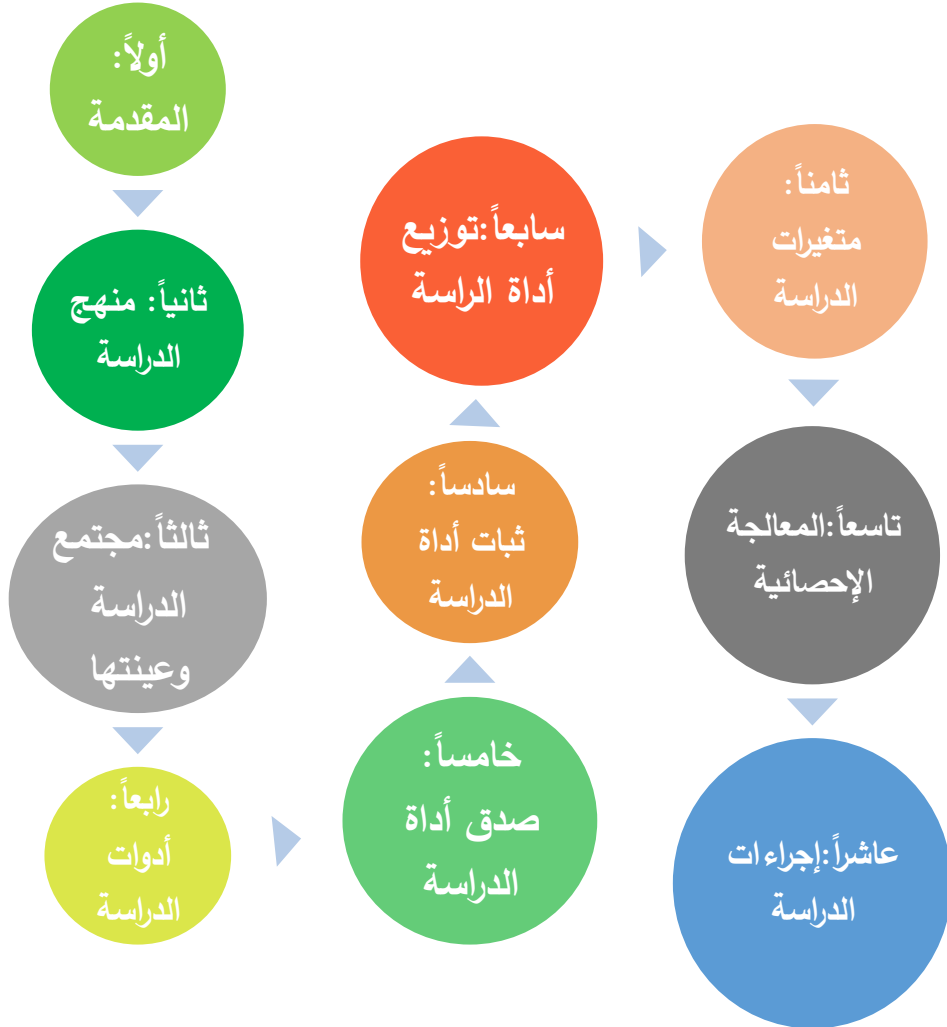 أولاً:
المقدمة
ثانياً: منهج
الدراسة
ثالثاً:مجتمع
الدراسة
وعينتها
رابعاً:
أدوات
الدراسة
خامساً:
صدق أداة
الدراسة
سادساً:
ثبات أداة
الدراسة
سابعاً:توزيع
أداة الراسة
ثامناً:
متغيرات
الدراسة
تاسعاً:المعالجة
الإحصائية
عاشراً:إجراءات
الدراسة